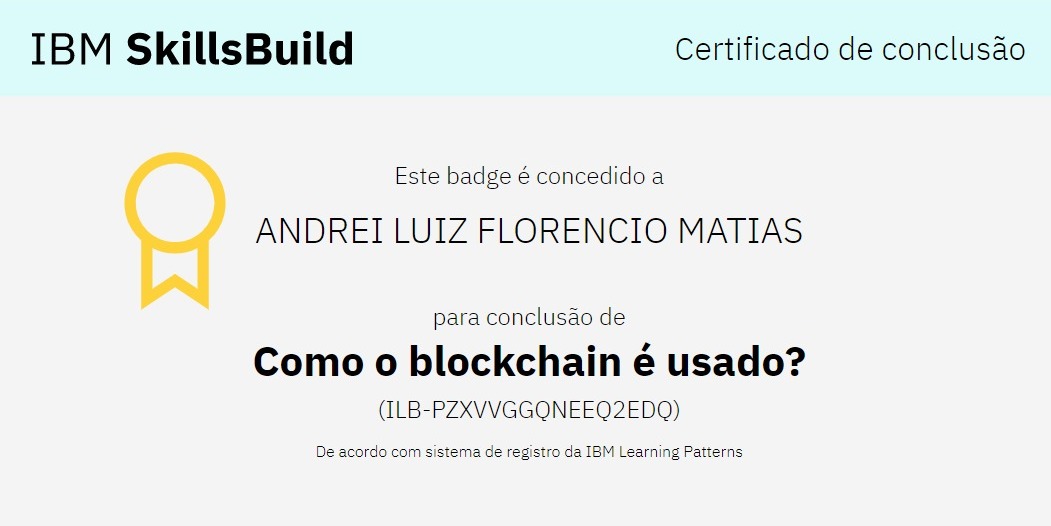 IBM SkillsBuild
Certificado de conclusão
Este badge é concedido a
ANDREI LUIZ FLORENCIO MATIAS
para conclusão de
Como o blockchain é usado?
(ILB-PZXVVGGQNEEQ2EDQ)
De acordo com sistema de registro da IBM Learning Patterns